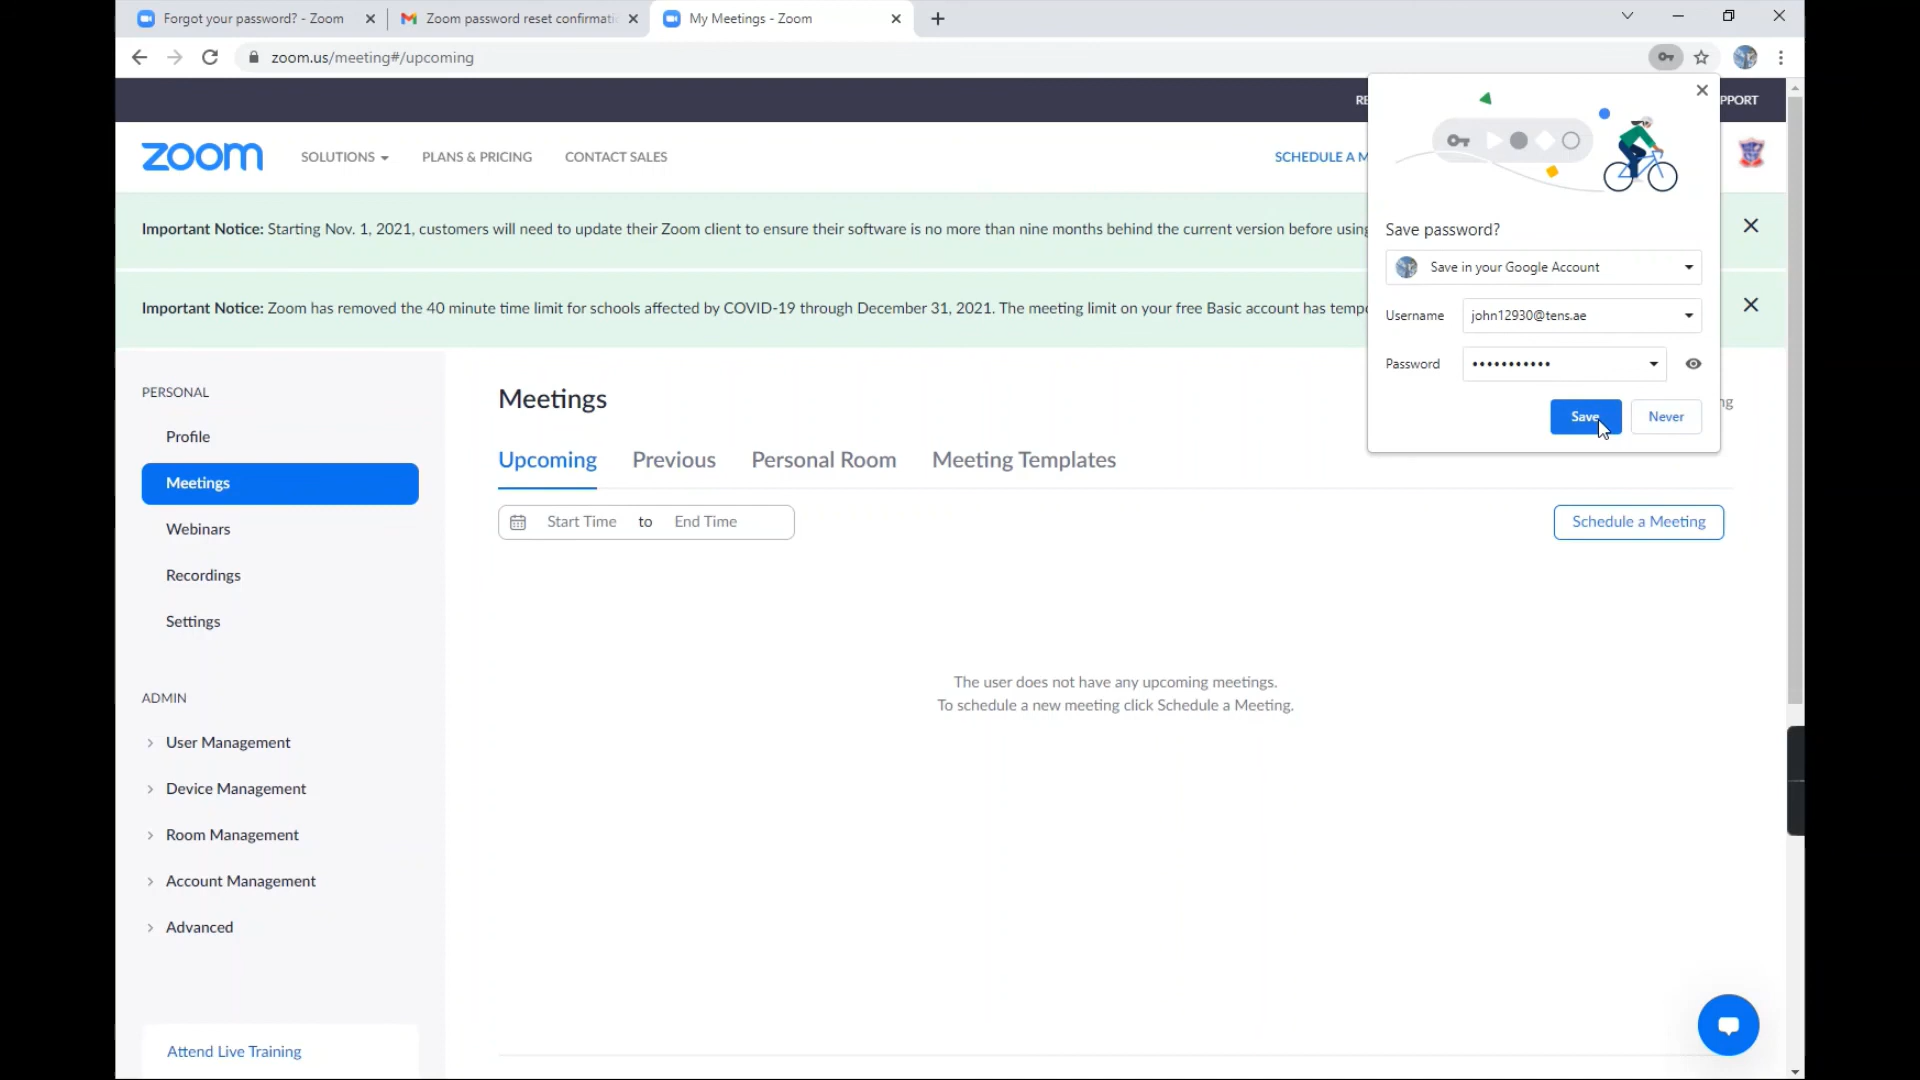 Forgot your password? - Zoom
Zoom password reset confirmati
My Meetings - Zoom
zoom.us/meeting#/upcoming
RE
PPORT
zoom
SOLUTIONS
PLANS & PRICING
CONTACT SALES
SCHEDULE A M
Important Notice: Starting Nov. 1, 2021, customers will need to update their Zoom client to ensure their software is no more than nine months behind the current version before using
Important Notice: Zoom has removed the 40 minute time limit for schools affected by COVID-19 through December 31, 2021. The meeting limit on your free Basic account has tempo
Save password?
Save in your Google Account
Username john12930@tens.ae
Password •••••••••••
Save
Never
PERSONAL
Profile
Meetings
Webinars
Recordings
Settings
ADMIN
User Management
Device Management
Room Management
Account Management
Advanced
Attend Live Training
Meetings
ng
Upcoming
Previous
Personal Room
Meeting Templates
Start Time to End Time
Schedule a Meeting
The user does not have any upcoming meetings.
To schedule a new meeting click Schedule a Meeting.